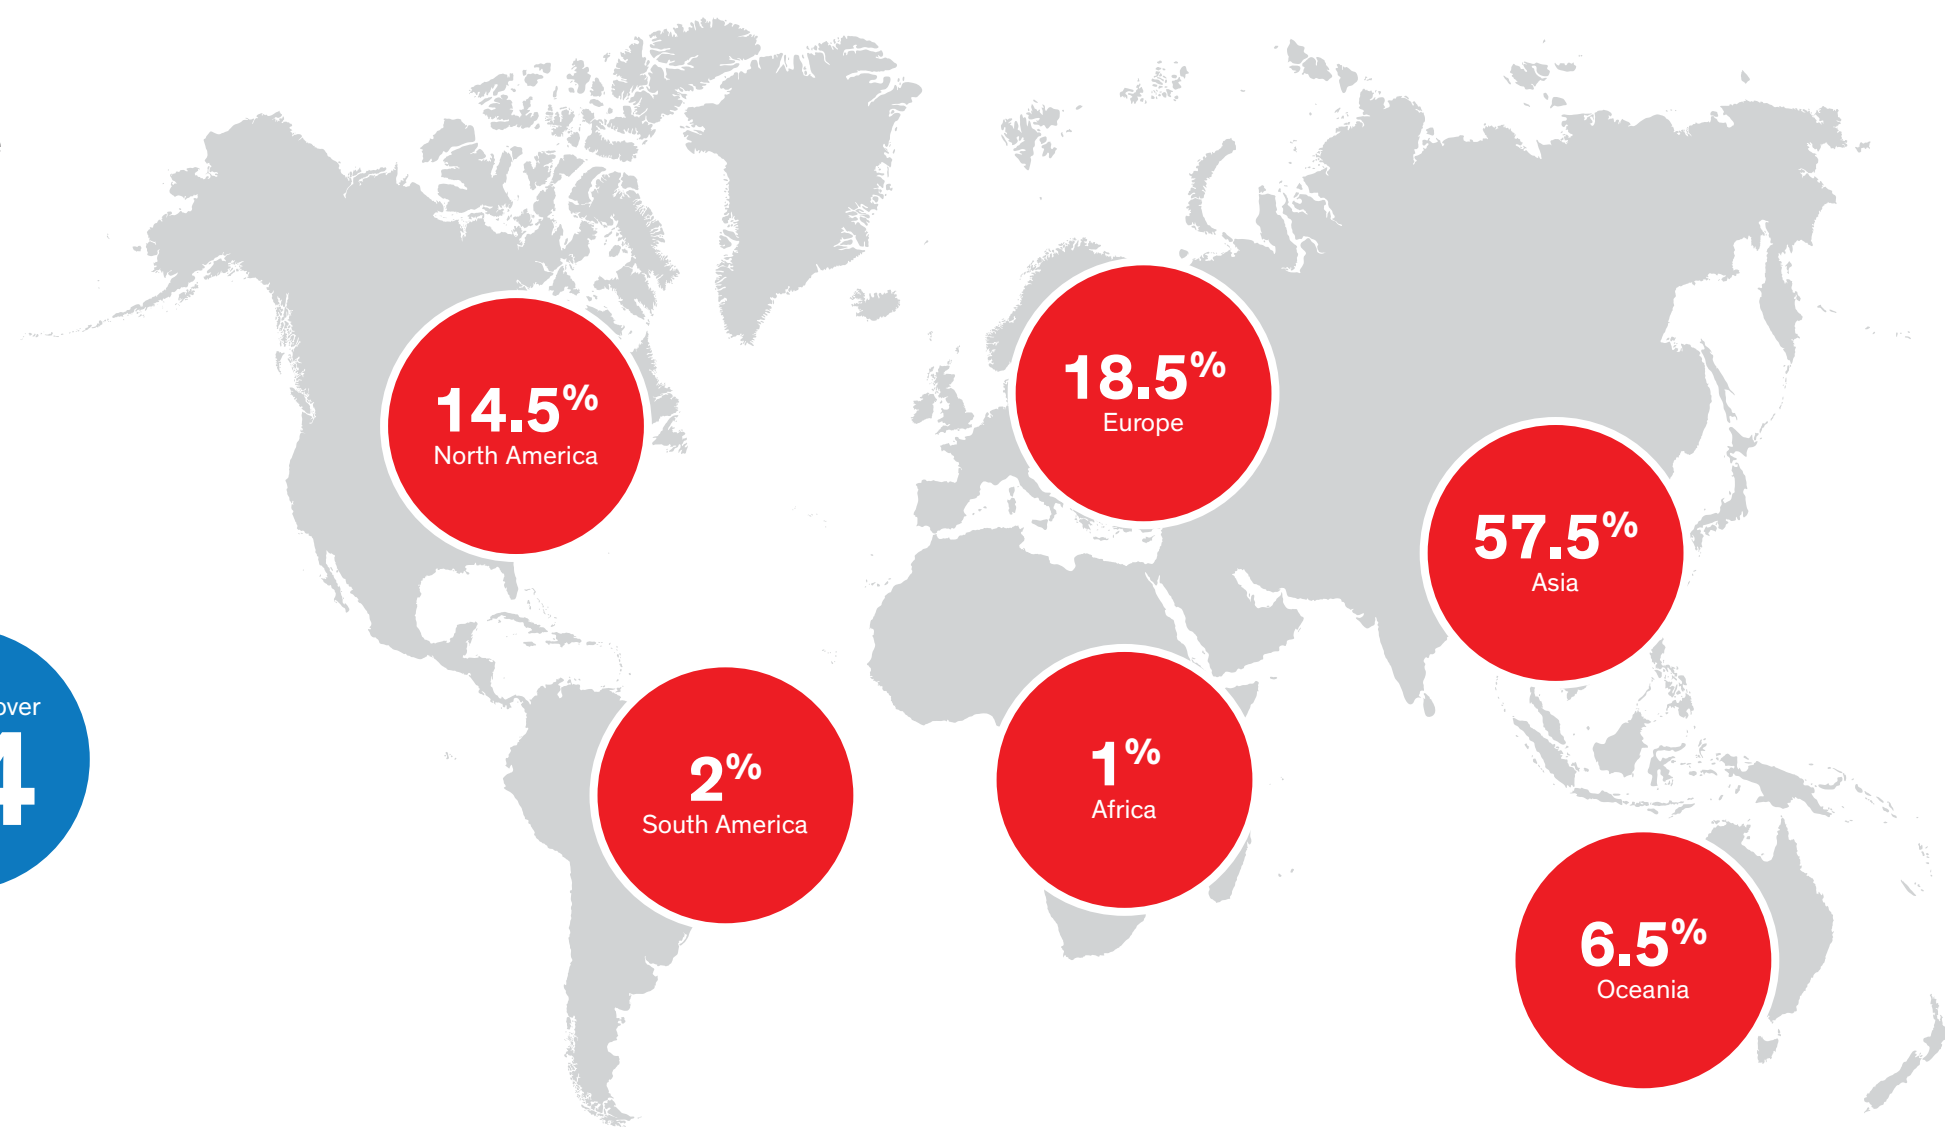 18.5%
Europe
14.5%
North America
57.5%
Asia
over
4
2%
South America
1%
Africa
6.5%
Oceania